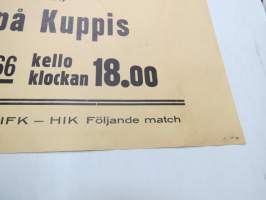 på Kuppis
66 kello
klockan 18.00
IFK – HIK Följande match